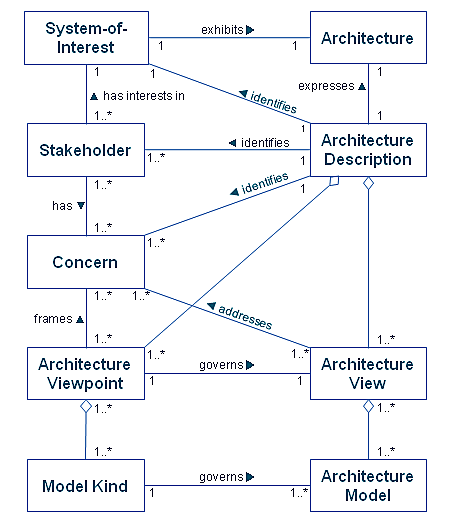 System-of-
Interest
exhibits
Architecture
1
1
1
1
1
has interests in
expresses
identifies
1..*
1
1
Stakeholder
identifies
Architecture
Description
1..*
1..*
1
has
identifies
1
1..*
1..*
Concern
1..*
1..*
frames
addresses
1..*
1..*
1..*
1..*
Architecture
Viewpoint
governs
Architecture
View
1
1
1..*
1..*
1..*
1..*
Model Kind
governs
Architecture
Model
1
1..*